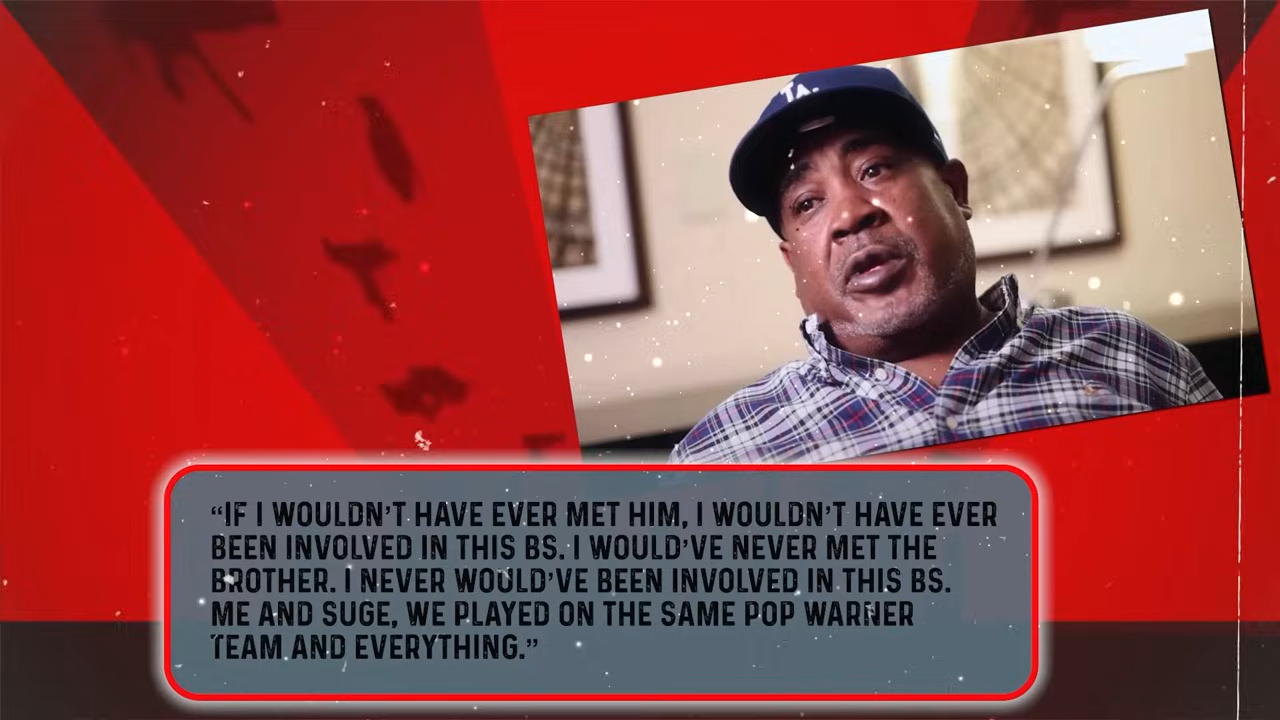 TA.
“IF I WOULDN’T HAVE EVER MET HIM, I WOULDN’T HAVE EVER
BEEN INVOLVED IN THIS BS. I WOULD’VE NEVER MET THE
BROTHER. I NEVER WOULD’VE BEEN INVOLVED IN THIS BS.
ME AND SUGE, WE PLAYED ON THE SAME POP WARNER
TEAM AND EVERYTHING.”